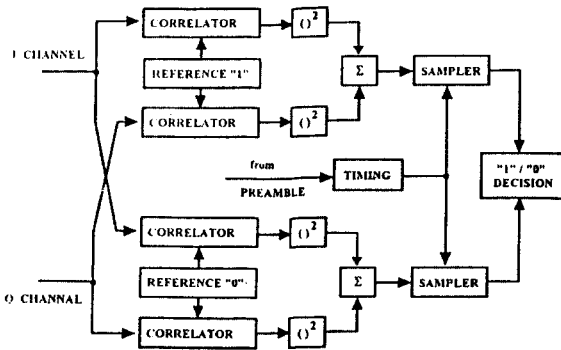 CORRELATOR
( )²
I CHANNEL
REFERENCE "1"
Σ
SAMPLER
CORRELATOR
( )²
from
PREAMBLE
TIMING
"1" / "0"
DECISION
CORRELATOR
( )²
REFERENCE "0"
Σ
SAMPLER
Q CHANNAL
CORRELATOR
( )²